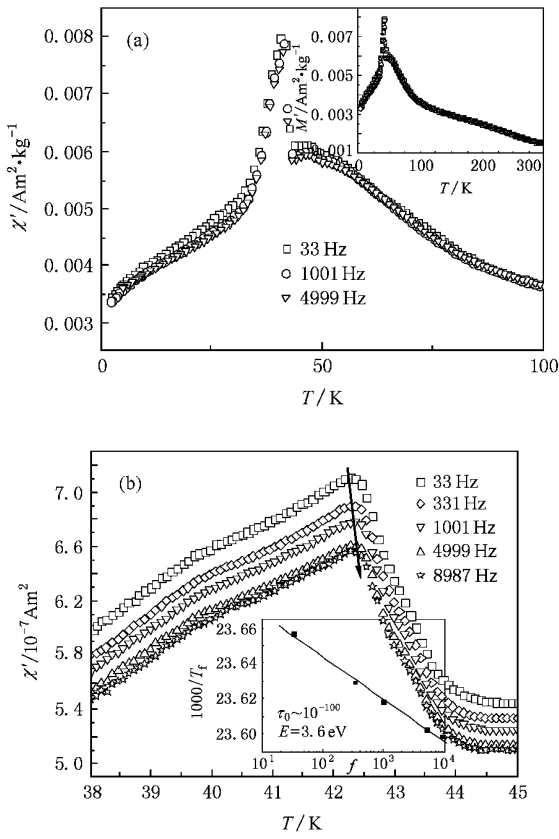 (a)
0.008
0.007
0.006
0.005
0.004
0.003
χ′/Am²•kg⁻¹
0 50 100
T / K
□ 33 Hz
○ 1001 Hz
▽ 4999 Hz
0.009
0.007
0.005
0.003
001
M′/Am²•kg⁻¹
0 100 200 300
T / K
(b)
7.0
6.6
6.2
5.8
5.4
5.0
χ′/10⁻⁷Am²
38 39 40 41 42 43 44 45
T / K
□ 33 Hz
◇ 331 Hz
▽ 1001 Hz
△ 4999 Hz
☆ 8987 Hz
23.66
23.64
23.62
23.60
1000/T_f
τ₀~10⁻¹⁰⁰
E=3.6 eV
10¹ 10² 10³ 10⁴
f